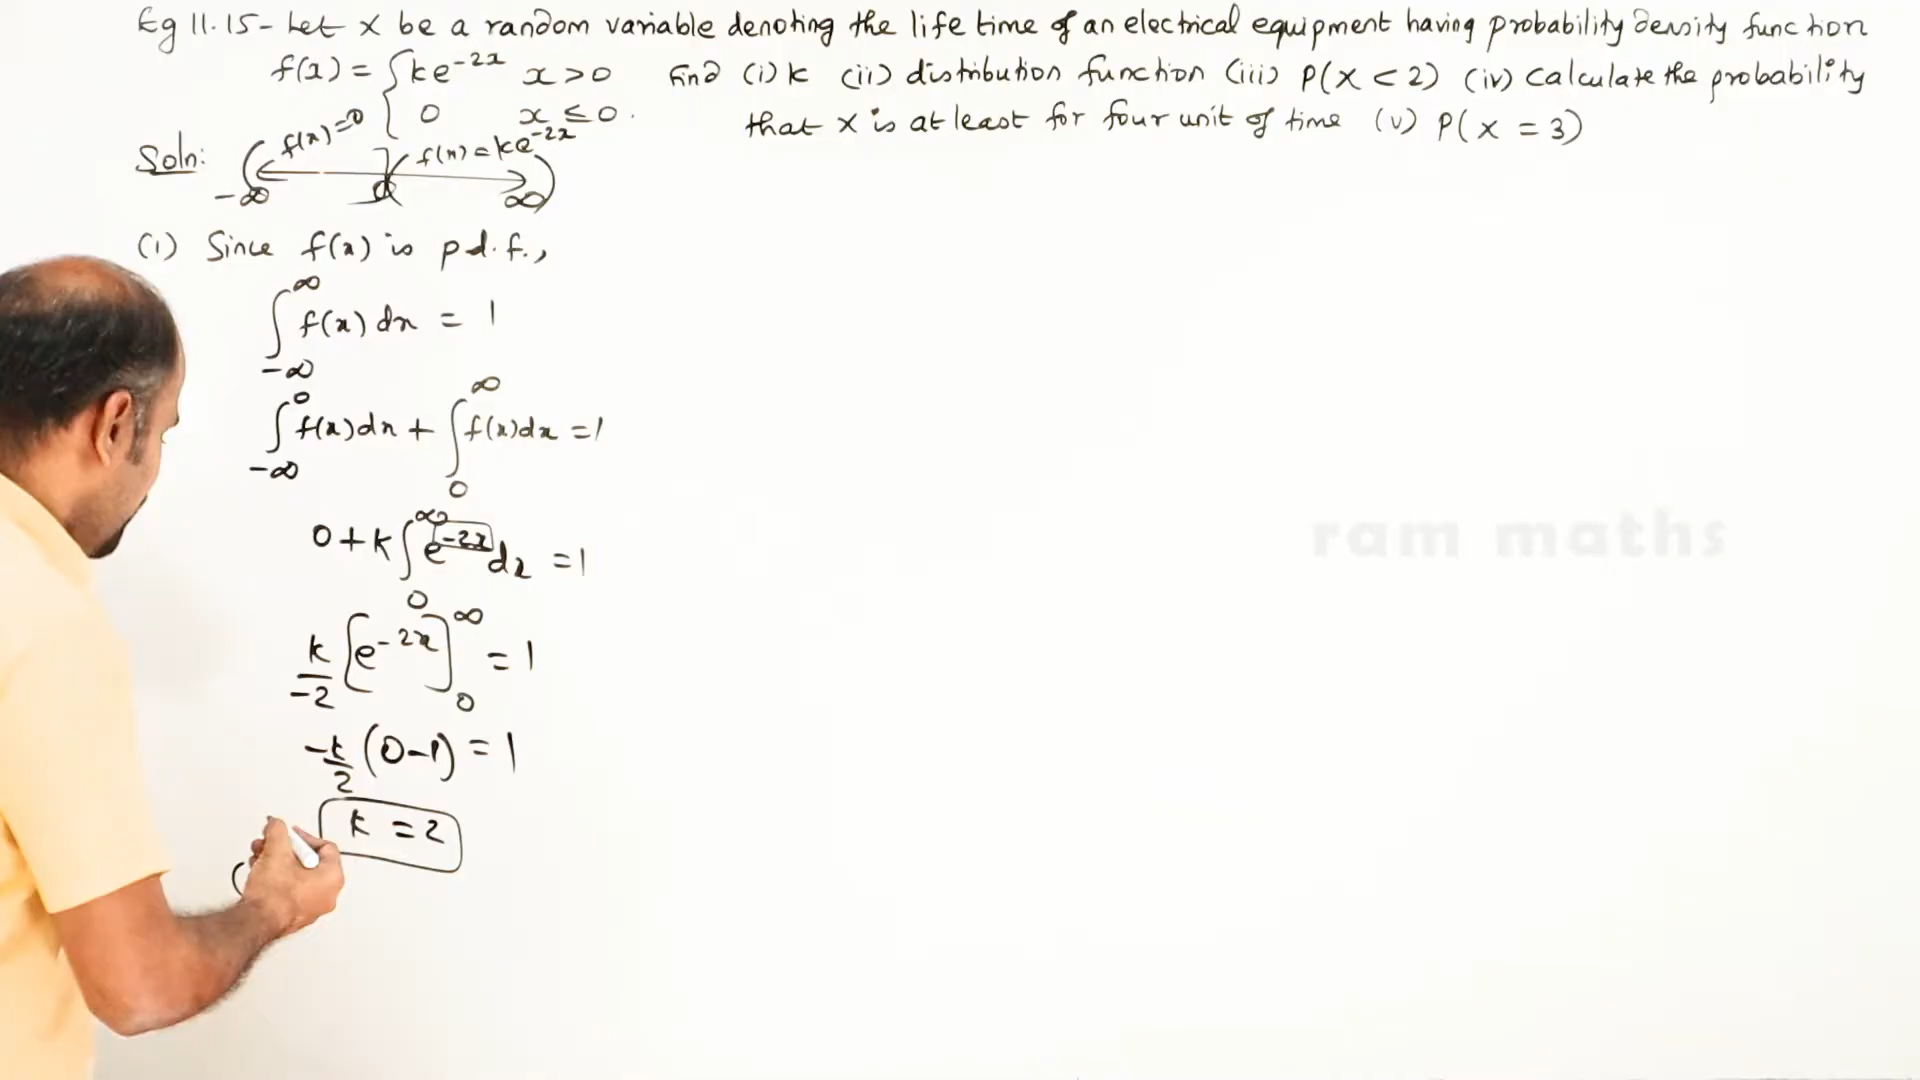 Eg 11.15 - Let X be a random variable denoting the life time of an electrical equipment having probability density function
f(x) = { ke^{-2x}  x > 0
0  x ≤ 0.
Find (i) k (ii) distribution function (iii) P(X < 2) (iv) calculate the probability
that X is at least for four unit of time (v) P(X = 3)
Soln:
f(x) = 0  f(x) = ke^{-2x}
-∞  0  ∞
(i) Since f(x) is p.d.f.,
∫_{-∞}^{∞} f(x) dx = 1
∫_{-∞}^{0} f(x) dx + ∫_{0}^{∞} f(x) dx = 1
0 + k ∫_{0}^{∞} e^{-2x} dx = 1
k/-2 [e^{-2x}]_{0}^{∞} = 1
-k/2 (0-1) = 1
k = 2
(
ram maths